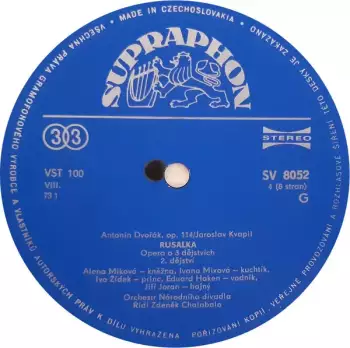 VŠECHNA PRÁVA GRAMOFONOVÉHO VÝROBCE A VLASTNÍKŮ AUTORSKÝCH PRÁV K DÍLU VYHRAZENA
• MADE IN CZECHOSLOVAKIA •
POŘIZOVÁNÍ KOPIÍ, VEŘEJNÉ PROVOZOVÁNÍ A ROZHLASOVÉ ŠÍŘENÍ TÉTO DESKY JE ZAKÁZÁNO
SUPRAPHON
33
STEREO
VST 100
VIII.
SV 8052
4 (8 stran)
G
Antonín Dvořák, op. 114/Jaroslav Kvapil
RUSALKA
Opera o 3 dějstvích
2. dějství
Alena Míková – kněžna, Ivana Mixová – kuchtík,
Ivo Žídek – princ, Eduard Haken – vodník,
Jiří Joran – hajný
Orchestr Národního divadla
Řídí Zdeněk Chalabala